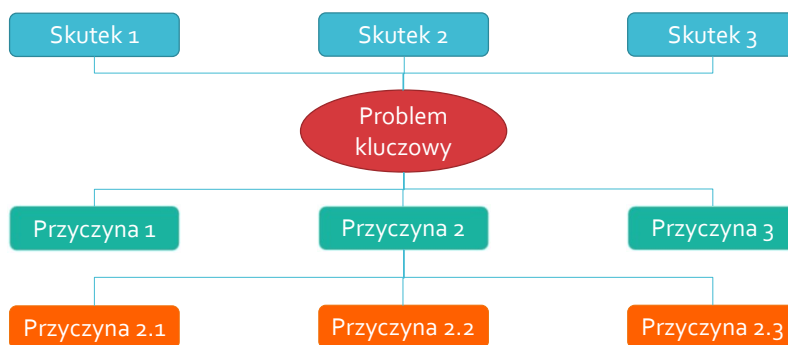 Skutek 1
Skutek 2
Skutek 3
Problem
kluczowy
Przyczyna 1
Przyczyna 2
Przyczyna 3
Przyczyna 2.1
Przyczyna 2.2
Przyczyna 2.3